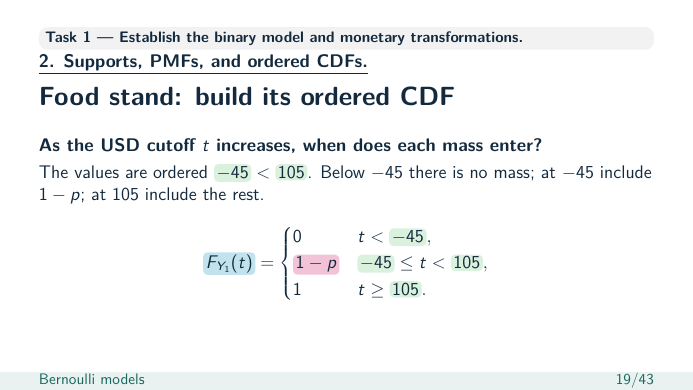 Task 1 — Establish the binary model and monetary transformations.
2. Supports, PMFs, and ordered CDFs.
Food stand: build its ordered CDF
As the USD cutoff t increases, when does each mass enter?
The values are ordered −45 < 105. Below −45 there is no mass; at −45 include
1 − p; at 105 include the rest.
0 t < −45,
F_{Y_1}(t) = { 1 − p −45 ≤ t < 105,
1 t ≥ 105.
Bernoulli models 19/43